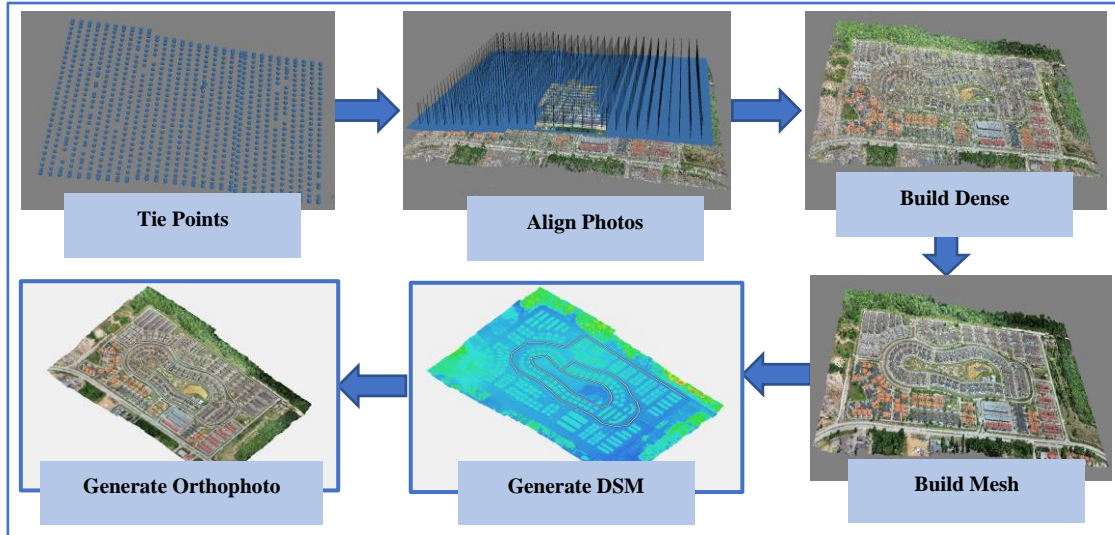 Tie Points
Align Photos
Build Dense
Generate Orthophoto
Generate DSM
Build Mesh